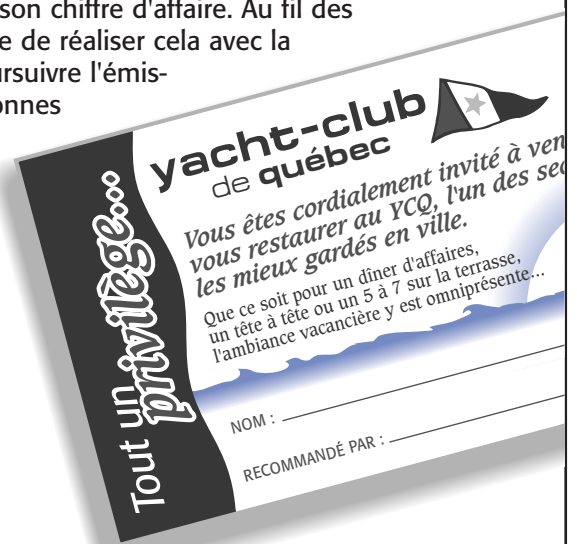 son chiffre d'affaire. Au fil des
e de réaliser cela avec la
ursuivre l'émis-
onnes
Tout un
privilège...
yacht-club
de québec
Vous êtes cordialement invité à ven
vous restaurer au YCQ, l'un des sec
les mieux gardés en ville.
Que ce soit pour un dîner d'affaires,
un tête à tête ou un 5 à 7 sur la terrasse,
l'ambiance vacancière y est omniprésente...
NOM :
RECOMMANDÉ PAR :